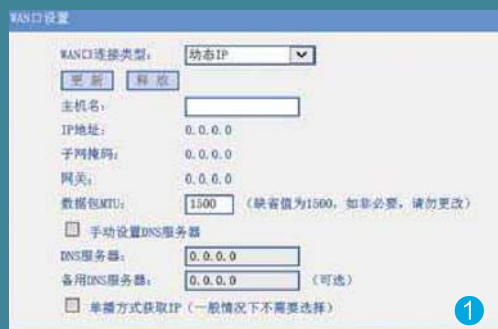 WAN口设置
WAN口连接类型： 动态IP
更 新 释 放
主机名：
IP地址： 0.0.0.0
子网掩码： 0.0.0.0
网关： 0.0.0.0
数据包MTU： 1500 （缺省值为1500，如非必要，请勿更改）
手动设置DNS服务器
DNS服务器： 0.0.0.0
备用DNS服务器： 0.0.0.0 （可选）
单播方式获取IP（一般情况下不需要选择）
1